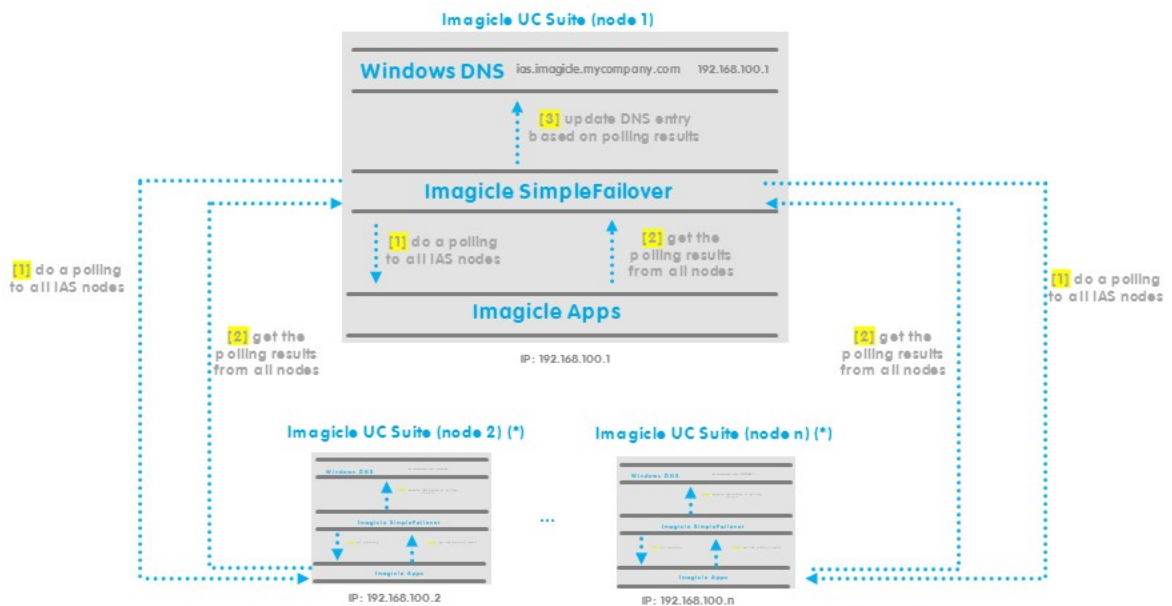 Imagicle UC Suite (node 1)
Windows DNS ias.imagicle.mycompany.com 192.168.100.1
[3] update DNS entry
based on polling results
Imagicle SimpleFailover
[1] do a polling
to all IAS nodes
[2] get the
polling results
from all nodes
Imagicle Apps
IP: 192.168.100.1
[1] do a polling
to all IAS nodes
[2] get the
polling results
from all nodes
[2] get the
polling results
from all nodes
[1] do a polling
to all IAS nodes
Imagicle UC Suite (node 2) (*)
Windows DNS
Imagicle SimpleFailover
Imagicle Apps
IP: 192.168.100.2
...
Imagicle UC Suite (node n) (*)
Windows DNS
Imagicle SimpleFailover
Imagicle Apps
IP: 192.168.100.n